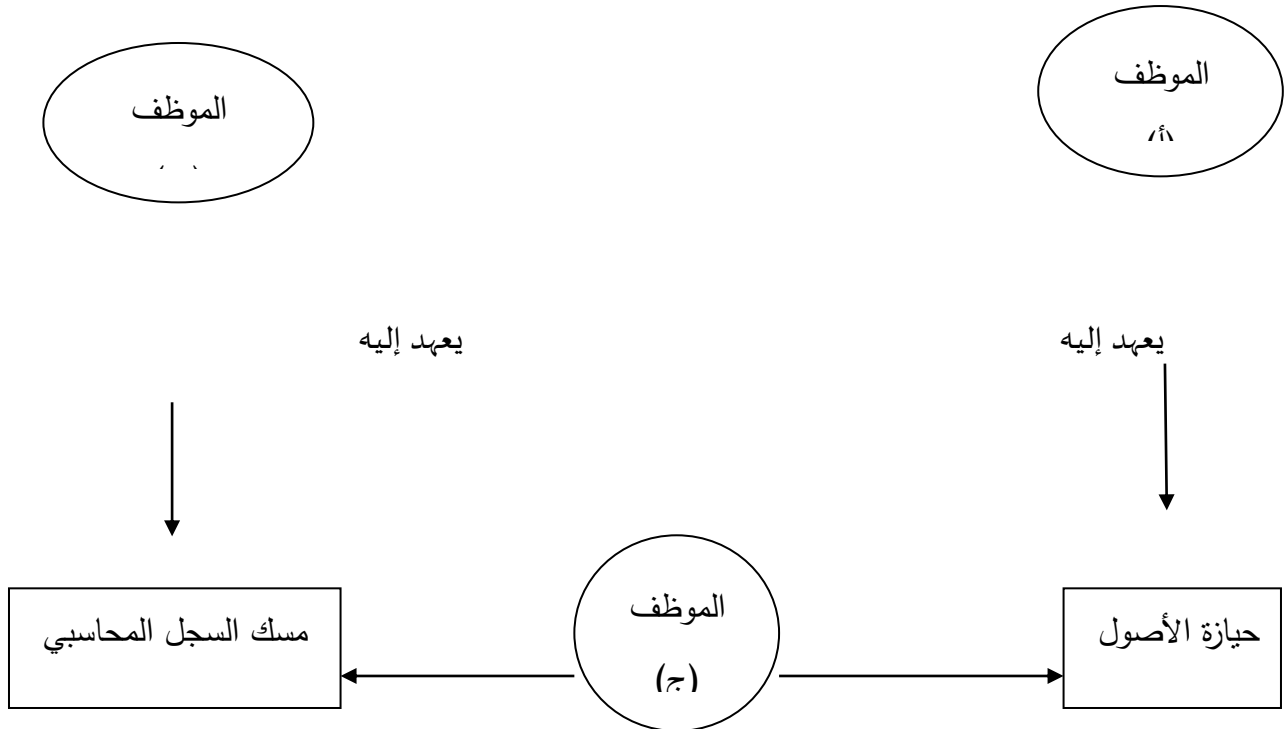 الموظف
(أ)
الموظف
يعهد إليه
يعهد إليه
حيازة الأصول
الموظف
(ج)
مسك السجل المحاسبي